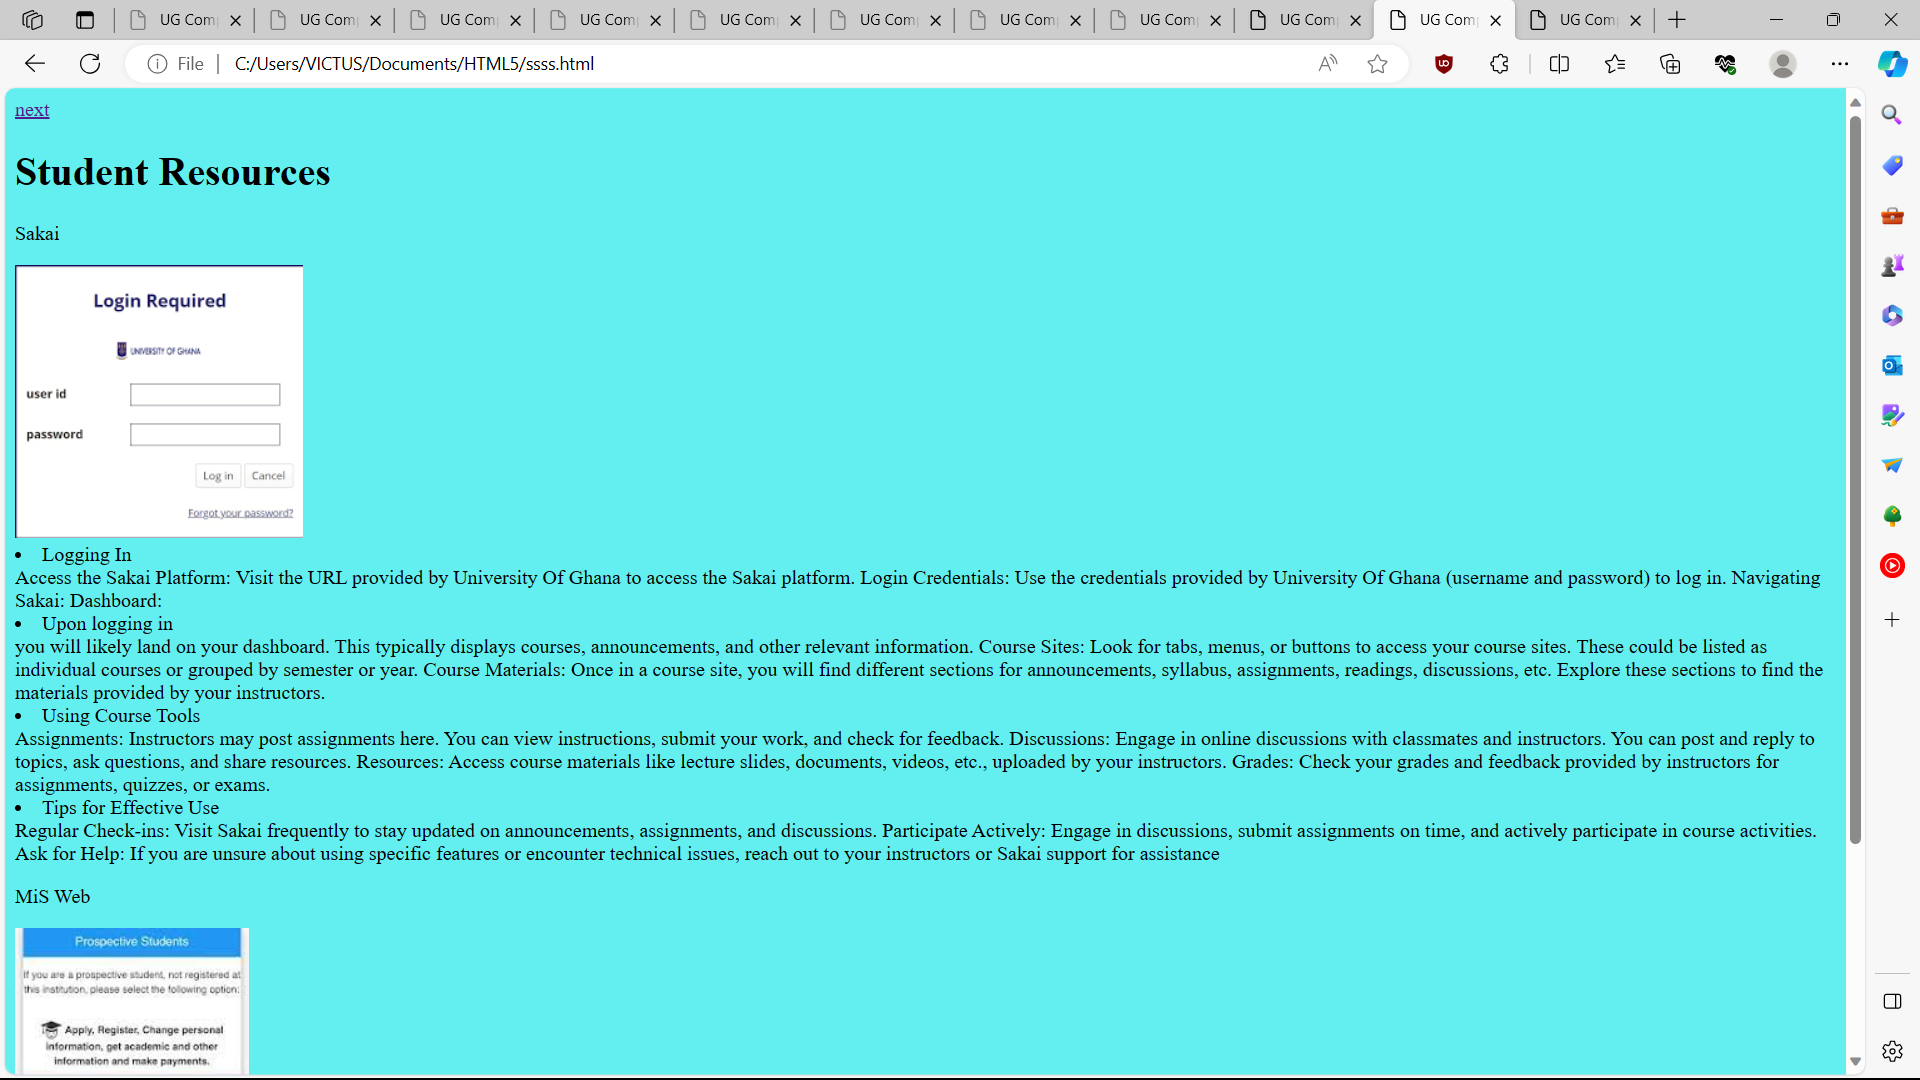 UG Com UG Com UG Com UG Com UG Com UG Com UG Com UG Com UG Com UG Com UG Com
File C:/Users/VICTUS/Documents/HTML5/ssss.html
next
Student Resources
Sakai
Login Required
UNIVERSITY OF GHANA
user id
password
Log in Cancel
Forgot your password?
• Logging In
Access the Sakai Platform: Visit the URL provided by University Of Ghana to access the Sakai platform. Login Credentials: Use the credentials provided by University Of Ghana (username and password) to log in. Navigating
Sakai: Dashboard:
• Upon logging in
you will likely land on your dashboard. This typically displays courses, announcements, and other relevant information. Course Sites: Look for tabs, menus, or buttons to access your course sites. These could be listed as
individual courses or grouped by semester or year. Course Materials: Once in a course site, you will find different sections for announcements, syllabus, assignments, readings, discussions, etc. Explore these sections to find the
materials provided by your instructors.
• Using Course Tools
Assignments: Instructors may post assignments here. You can view instructions, submit your work, and check for feedback. Discussions: Engage in online discussions with classmates and instructors. You can post and reply to
topics, ask questions, and share resources. Resources: Access course materials like lecture slides, documents, videos, etc., uploaded by your instructors. Grades: Check your grades and feedback provided by instructors for
assignments, quizzes, or exams.
• Tips for Effective Use
Regular Check-ins: Visit Sakai frequently to stay updated on announcements, assignments, and discussions. Participate Actively: Engage in discussions, submit assignments on time, and actively participate in course activities.
Ask for Help: If you are unsure about using specific features or encounter technical issues, reach out to your instructors or Sakai support for assistance
MiS Web
Prospective Students
If you are a prospective student, not registered at
this institution, please select the following option:
Apply, Register, Change personal
information, get academic and other
information and make payments.